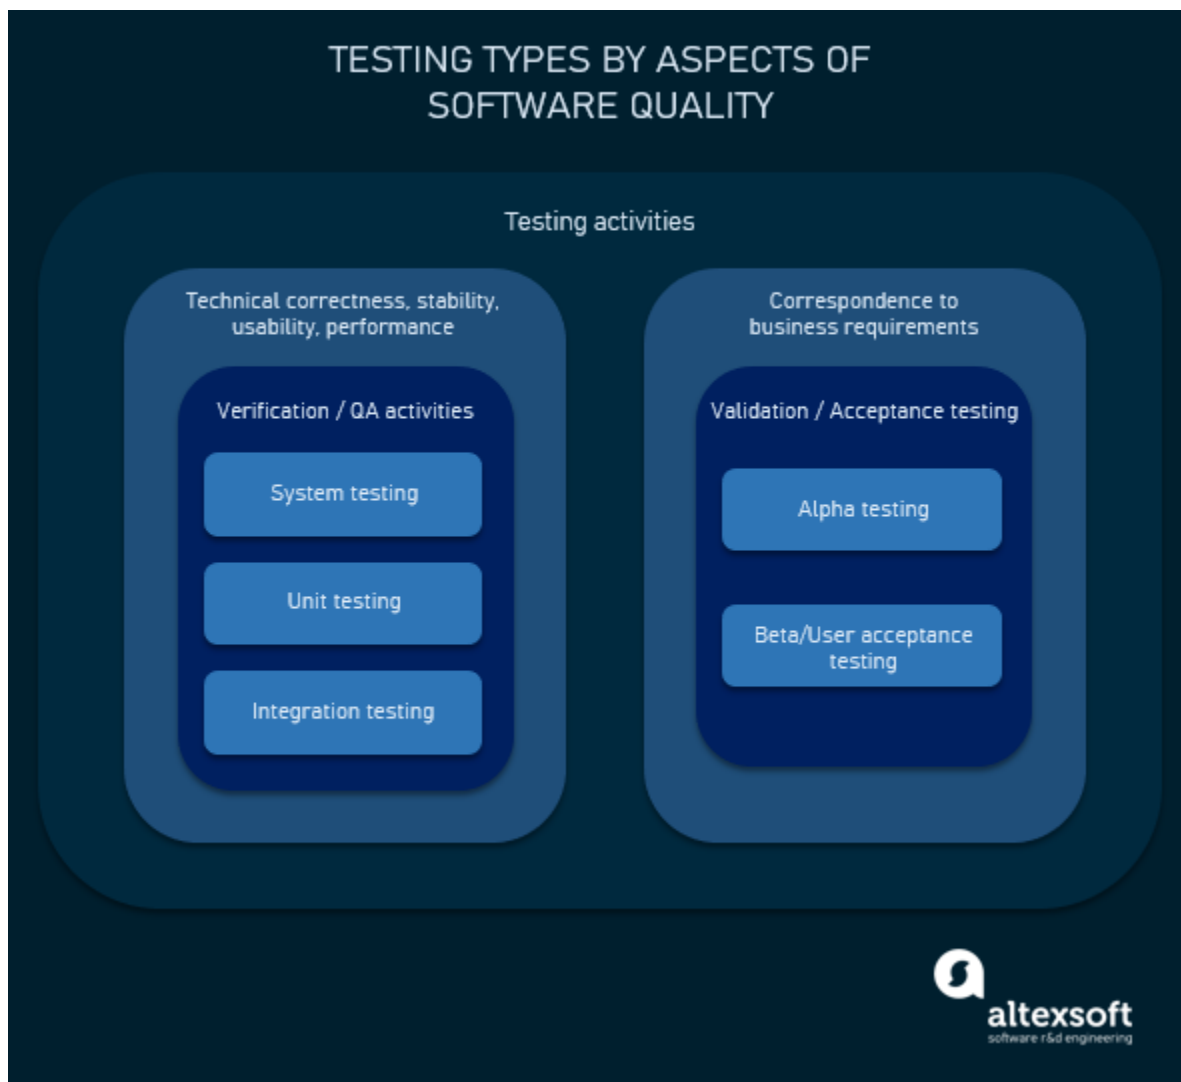 TESTING TYPES BY ASPECTS OF
SOFTWARE QUALITY
Testing activities
Technical correctness, stability,
usability, performance
Verification / QA activities
System testing
Unit testing
Integration testing
Correspondence to
business requirements
Validation / Acceptance testing
Alpha testing
Beta/User acceptance
testing
altexsoft
software r&d engineering